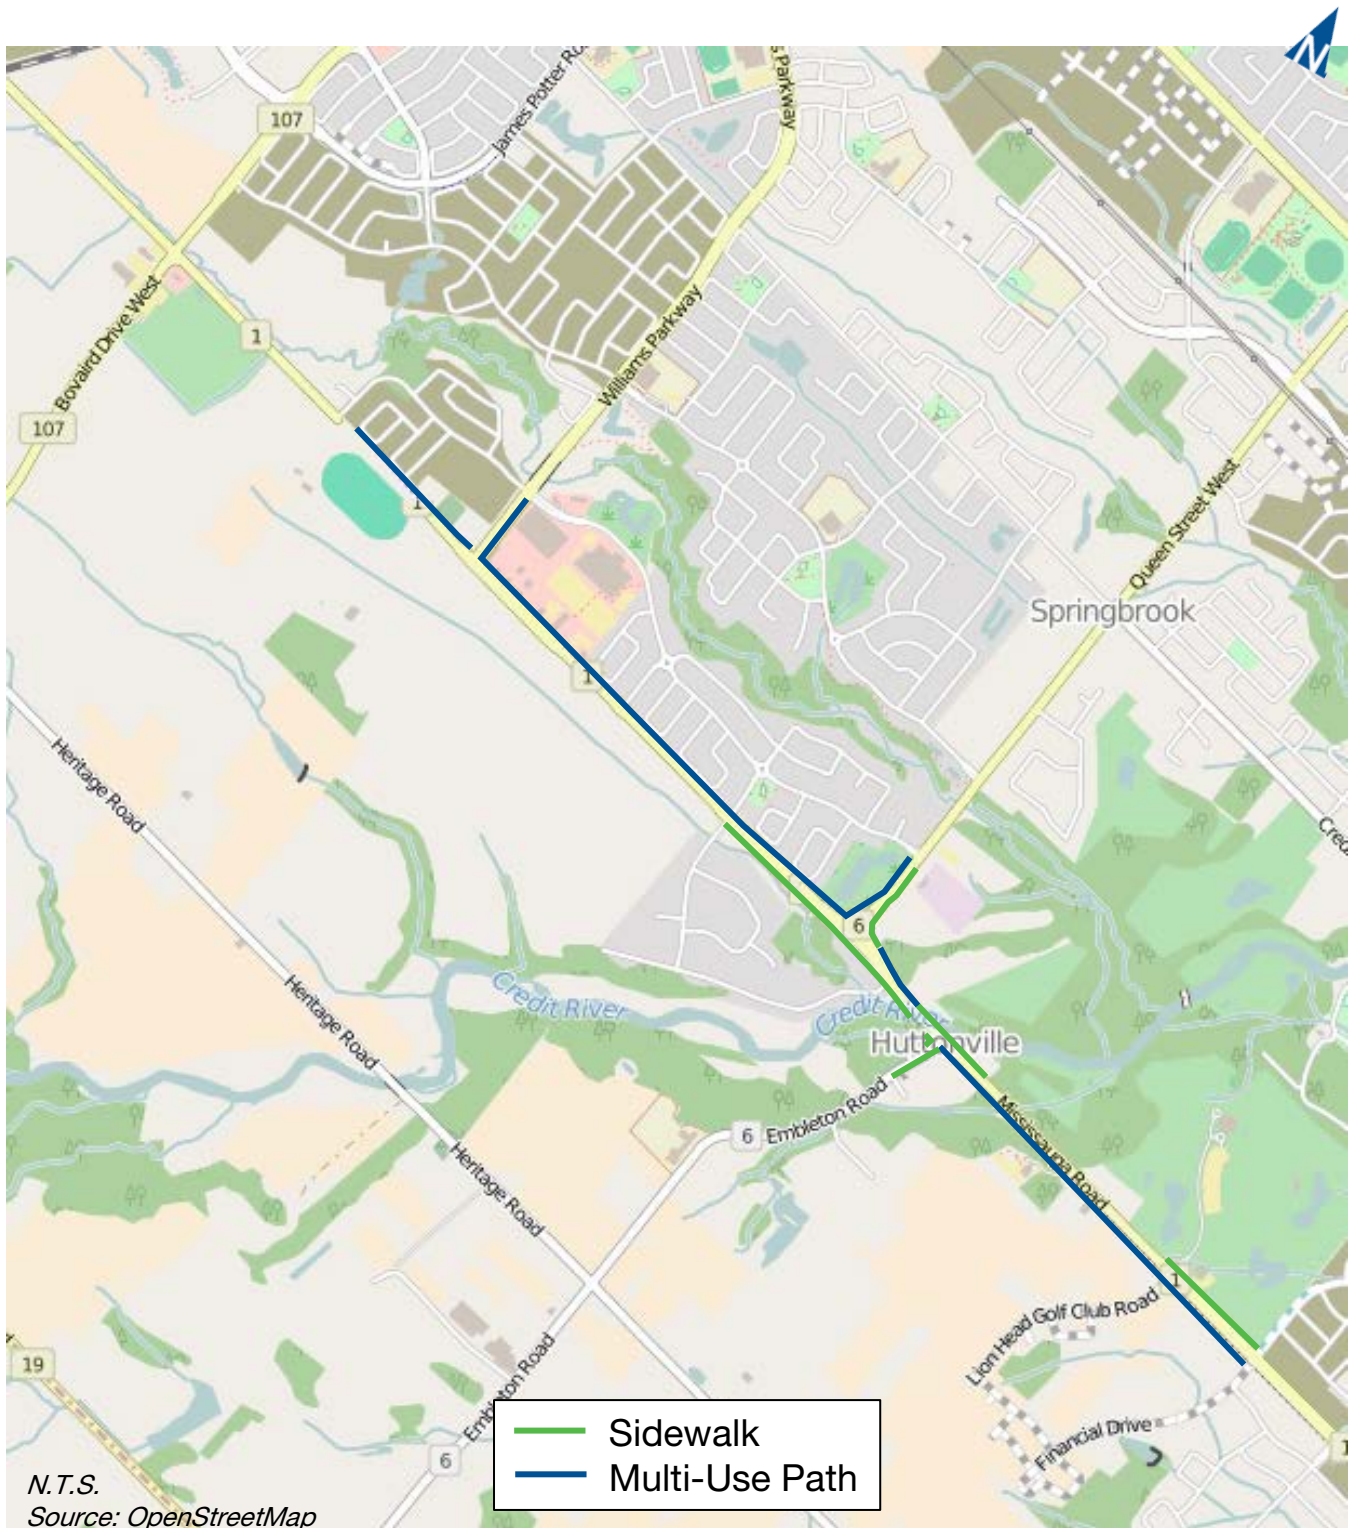 N
s Parkway
James Potter Ro
107
Bovaird Drive West
1
Williams Parkway
107
1
Queen Street West
Springbrook
1
Heritage Road
Cred
6
Heritage Road
Credit River
Credit River
Huttonville
Embleton Road
6
Mississauga Road
Heritage Road
1
Lion Head Golf Club Road
19
Embleton Road
Financial Drive
1
6
Sidewalk
Multi-Use Path
N.T.S.
Source: OpenStreetMap